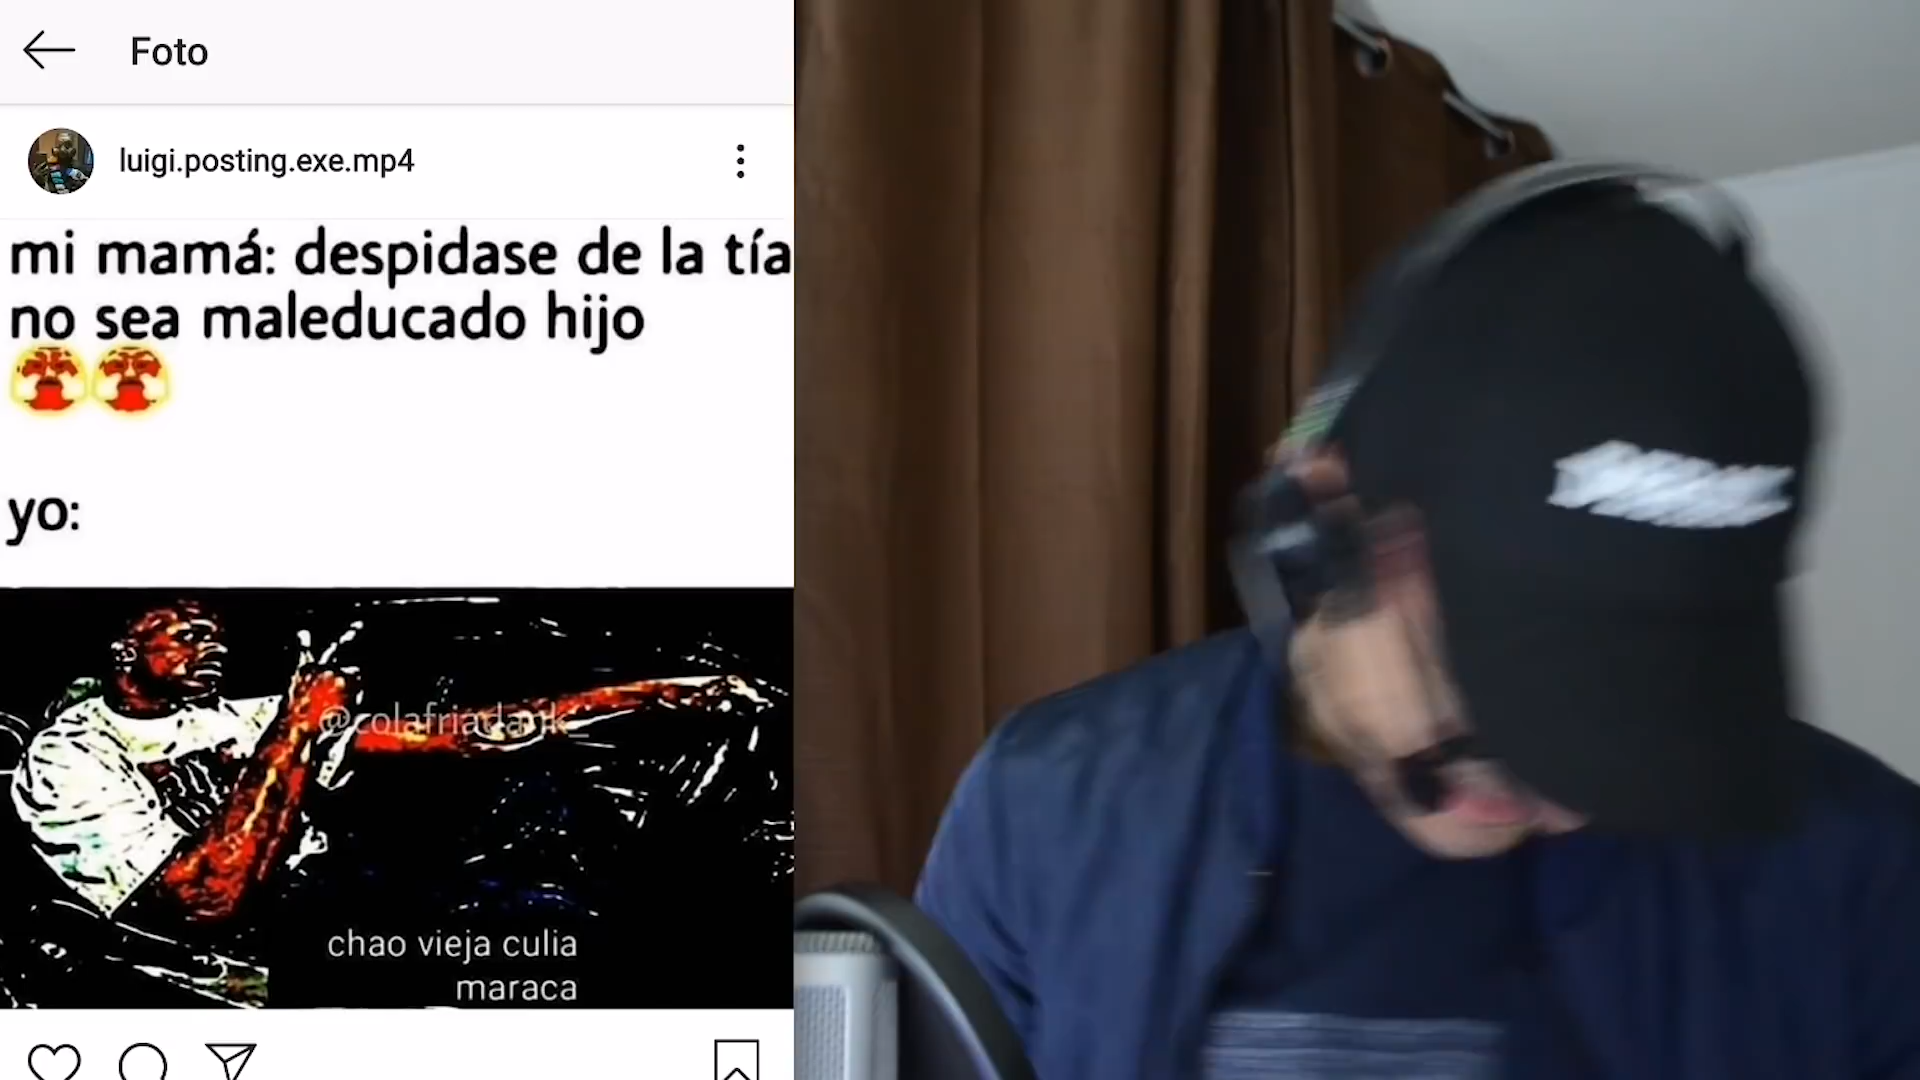 Foto
luigi.posting.exe.mp4
mi mamá: despidase de la tía
no sea maleducado hijo
yo:
@colafriadank_
chao vieja culia
maraca